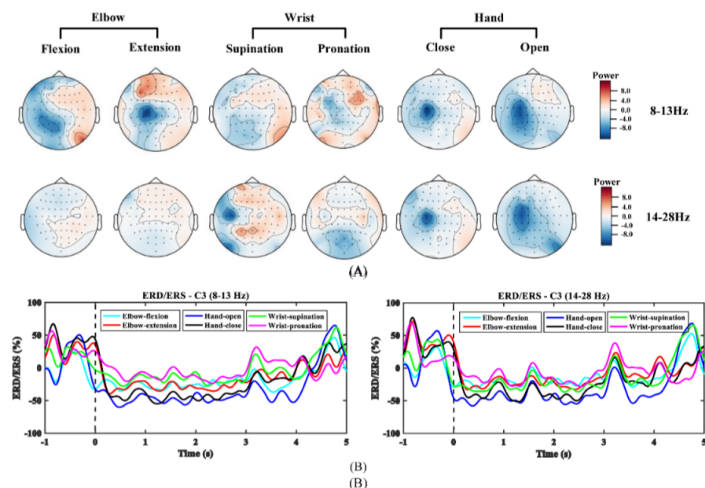 Elbow Wrist Hand
Flexion Extension Supination Pronation Close Open
Power
8.0
4.0
0.0
-4.0
-8.0
8-13Hz
Power
8.0
4.0
0.0
-4.0
-8.0
14-28Hz
(A)
ERD/ERS - C3 (8-13 Hz)
ERD/ERS (%)
100
50
0
-50
-100
Elbow-flexion Hand-open Wrist-supination
Elbow-extension Hand-close Wrist-pronation
-1 0 1 2 3 4 5
Time (s)
ERD/ERS - C3 (14-28 Hz)
ERD/ERS (%)
100
50
0
-50
-100
Elbow-flexion Hand-open Wrist-supination
Elbow-extension Hand-close Wrist-pronation
-1 0 1 2 3 4 5
Time (s)
(B)
(B)